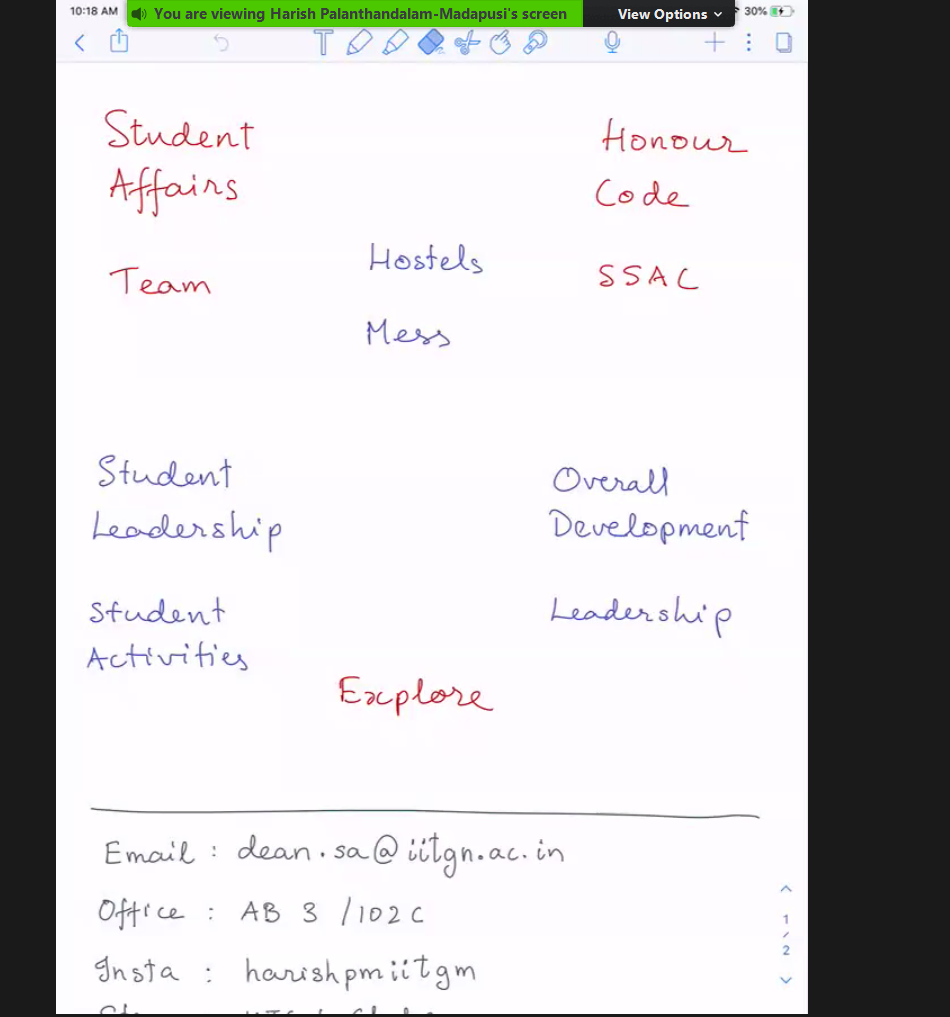 10:18 AM
You are viewing Harish Palanthandalam-Madapusi's screen
View Options
30%
T
Student
Affairs
Team
Honour
Code
SSAC
Hostels
Mess
Student
Leadership
Student
Activities
Overall
Development
Leadership
Explore
Email : dean.sa@iitgn.ac.in
Office : AB 3 /102 C
Insta : harishpmiitgm
1
/
2